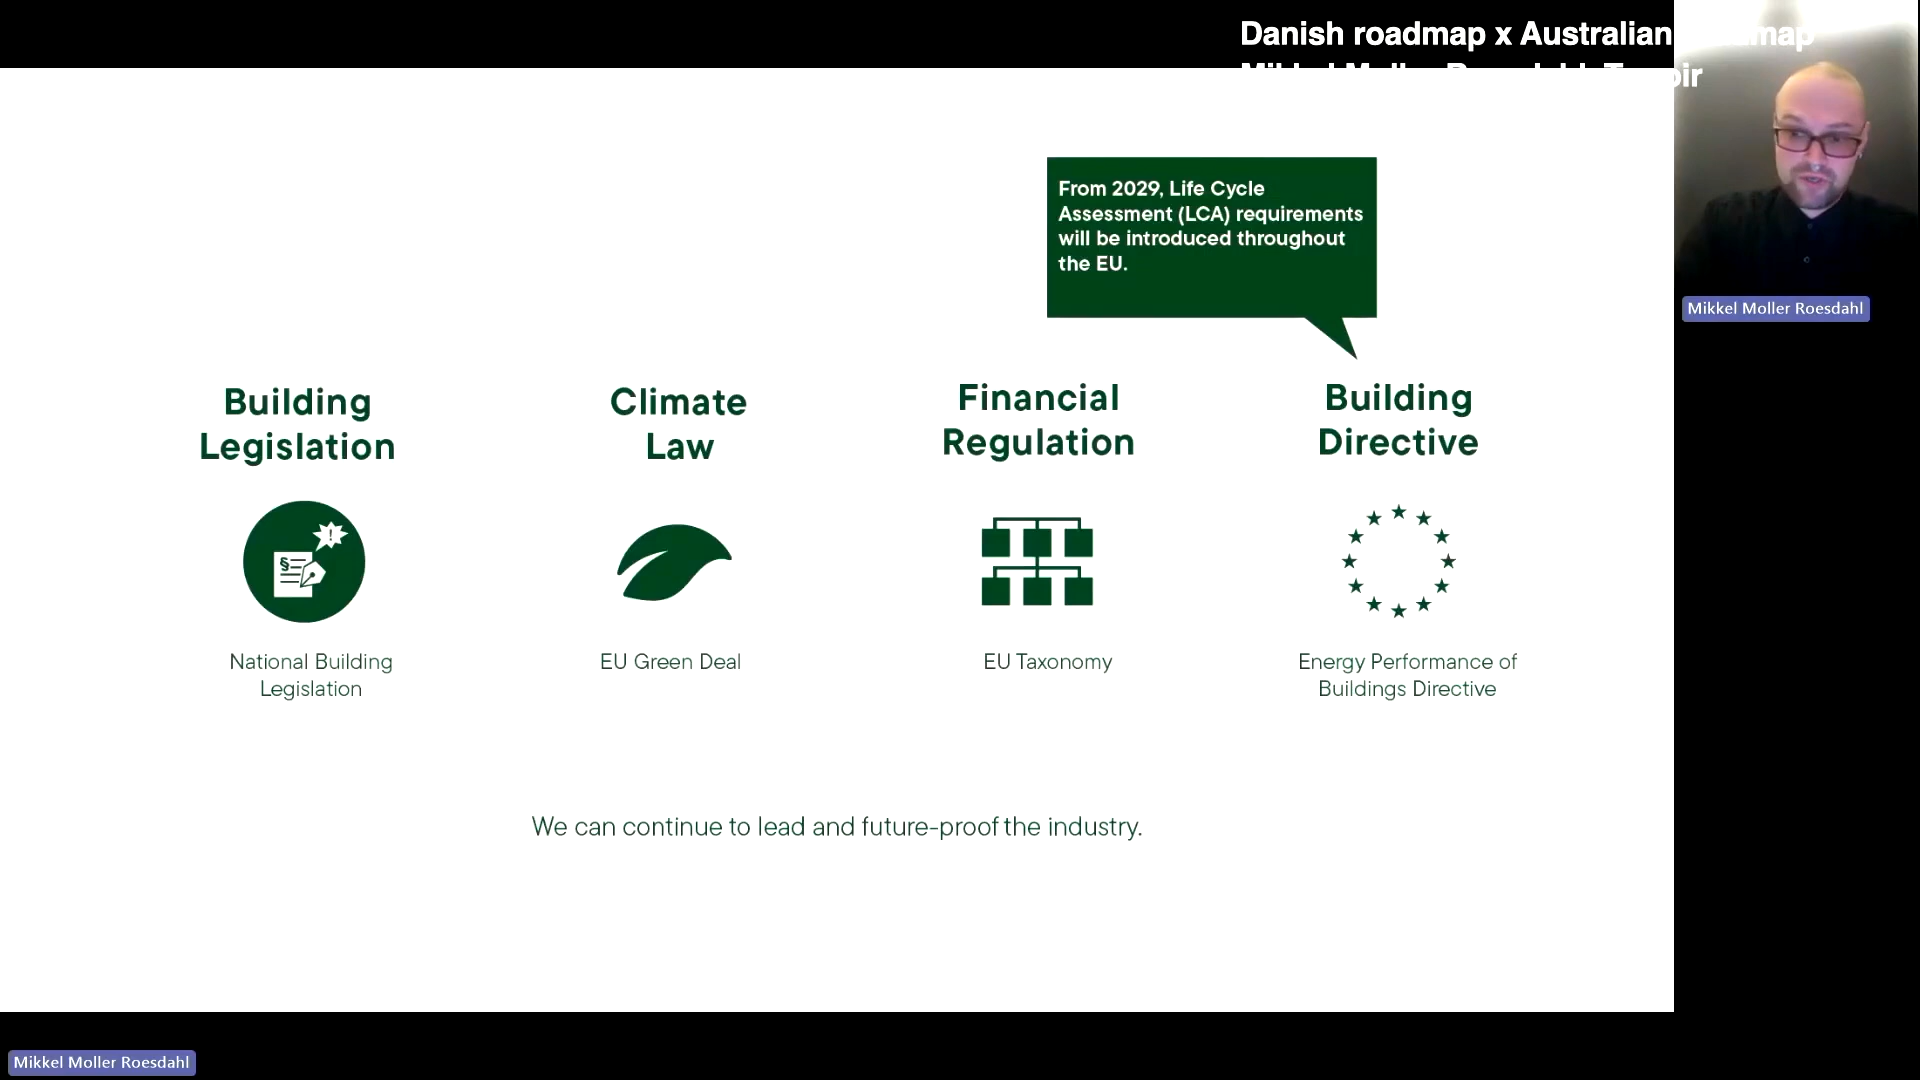 Danish roadmap x Australian map
From 2029, Life Cycle
Assessment (LCA) requirements
will be introduced throughout
the EU.
Building
Legislation
Climate
Law
Financial
Regulation
Building
Directive
§
!
National Building
Legislation
EU Green Deal
EU Taxonomy
Energy Performance of
Buildings Directive
We can continue to lead and future-proof the industry.
Mikkel Moller Roesdahl
Mikkel Moller Roesdahl